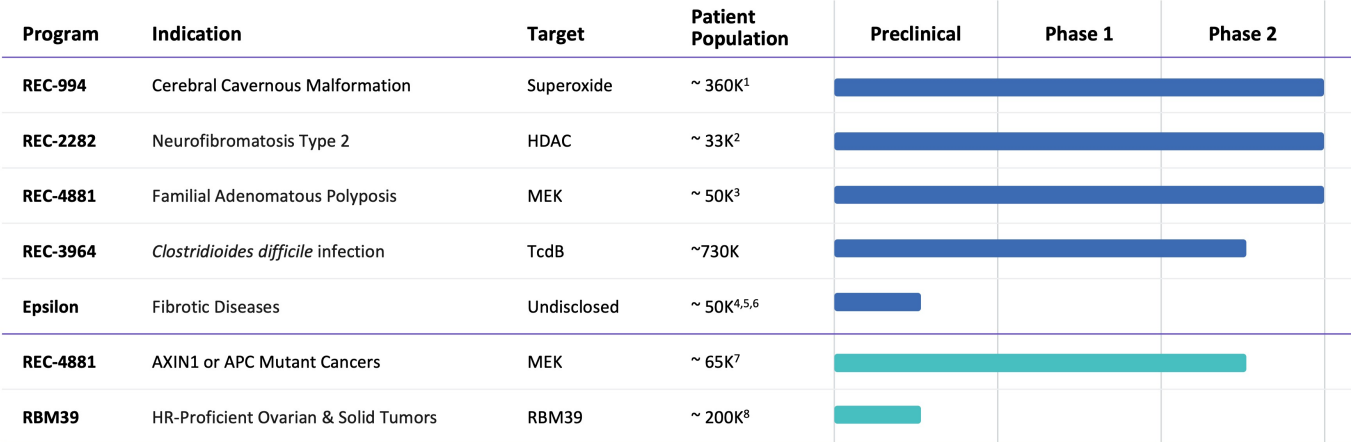 Program Indication Target Patient Population Preclinical Phase 1 Phase 2
REC-994 Cerebral Cavernous Malformation Superoxide ~ 360K¹
REC-2282 Neurofibromatosis Type 2 HDAC ~ 33K²
REC-4881 Familial Adenomatous Polyposis MEK ~ 50K³
REC-3964 Clostridioides difficile infection TcdB ~730K
Epsilon Fibrotic Diseases Undisclosed ~ 50K⁴,⁵,⁶
REC-4881 AXIN1 or APC Mutant Cancers MEK ~ 65K⁷
RBM39 HR-Proficient Ovarian & Solid Tumors RBM39 ~ 200K⁸